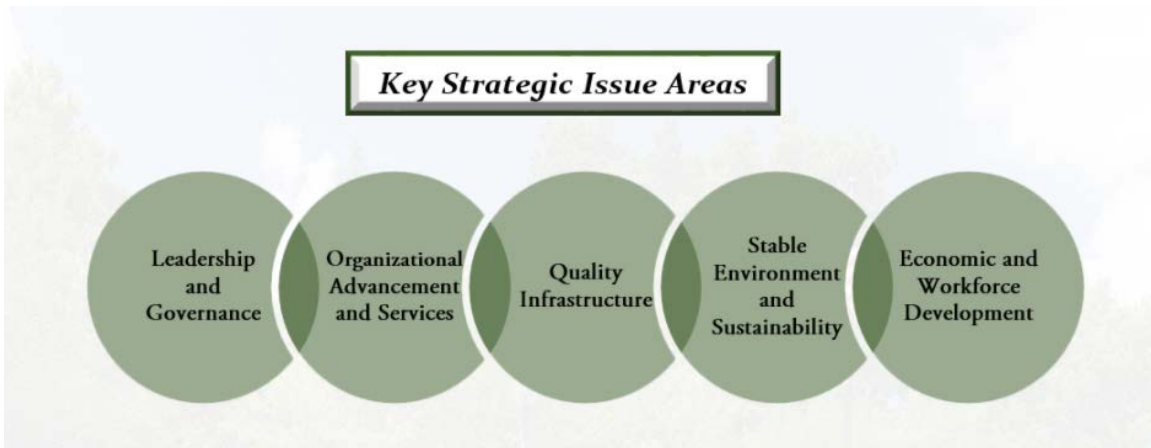 Key Strategic Issue Areas
Leadership
and
Governance
Organizational
Advancement
and Services
Quality
Infrastructure
Stable
Environment
and
Sustainability
Economic and
Workforce
Development